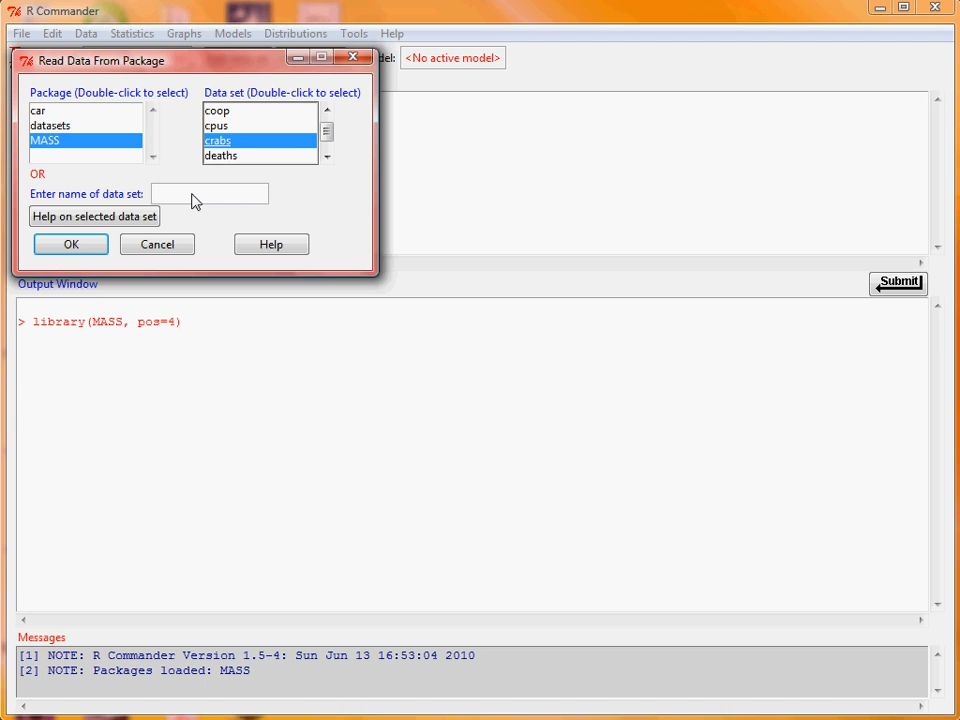 R Commander
File Edit Data Statistics Graphs Models Distributions Tools Help
Read Data From Package
del: <No active model>
Package (Double-click to select) Data set (Double-click to select)
car
datasets
MASS
coop
cpus
crabs
deaths
OR
Enter name of data set:
Help on selected data set
OK Cancel Help
Output Window
Submit
> library(MASS, pos=4)
Messages
[1] NOTE: R Commander Version 1.5-4: Sun Jun 13 16:53:04 2010
[2] NOTE: Packages loaded: MASS